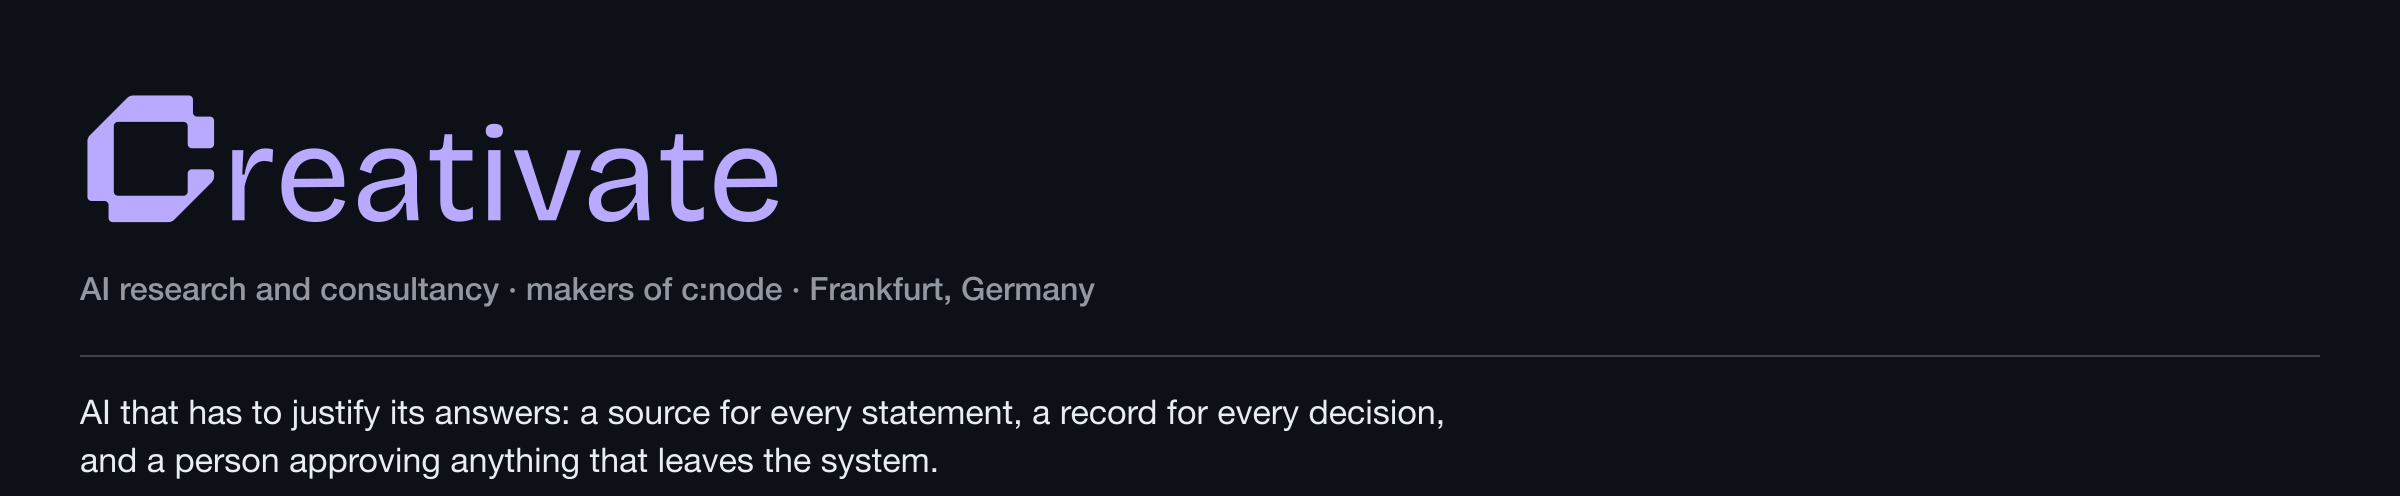 Creativate
AI research and consultancy · makers of c:node · Frankfurt, Germany
AI that has to justify its answers: a source for every statement, a record for every decision,
and a person approving anything that leaves the system.